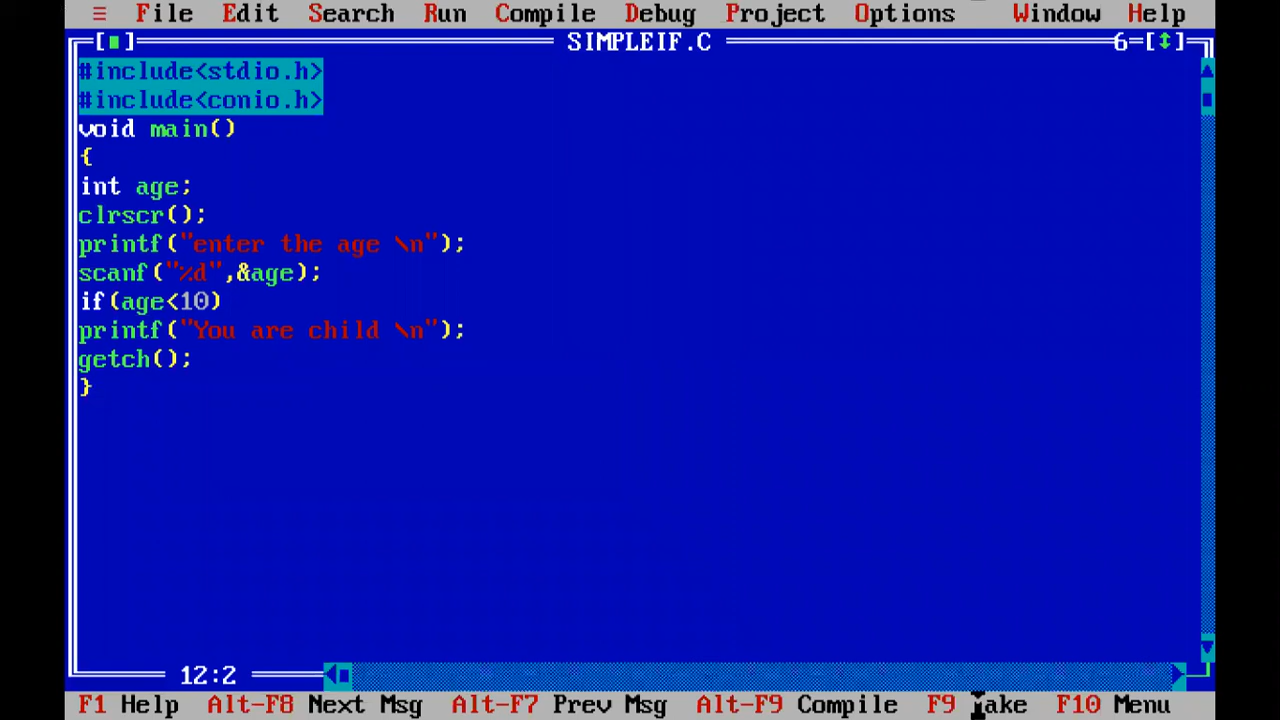 ≡ File Edit Search Run Compile Debug Project Options Window Help
[■] SIMPLEIF.C 6=[↕]
#include<stdio.h>
#include<conio.h>
void main()
{
int age;
clrscr();
printf("enter the age \n");
scanf("%d",&age);
if(age<10)
printf("You are child \n");
getch();
}
12:2
F1 Help Alt-F8 Next Msg Alt-F7 Prev Msg Alt-F9 Compile F9 Make F10 Menu